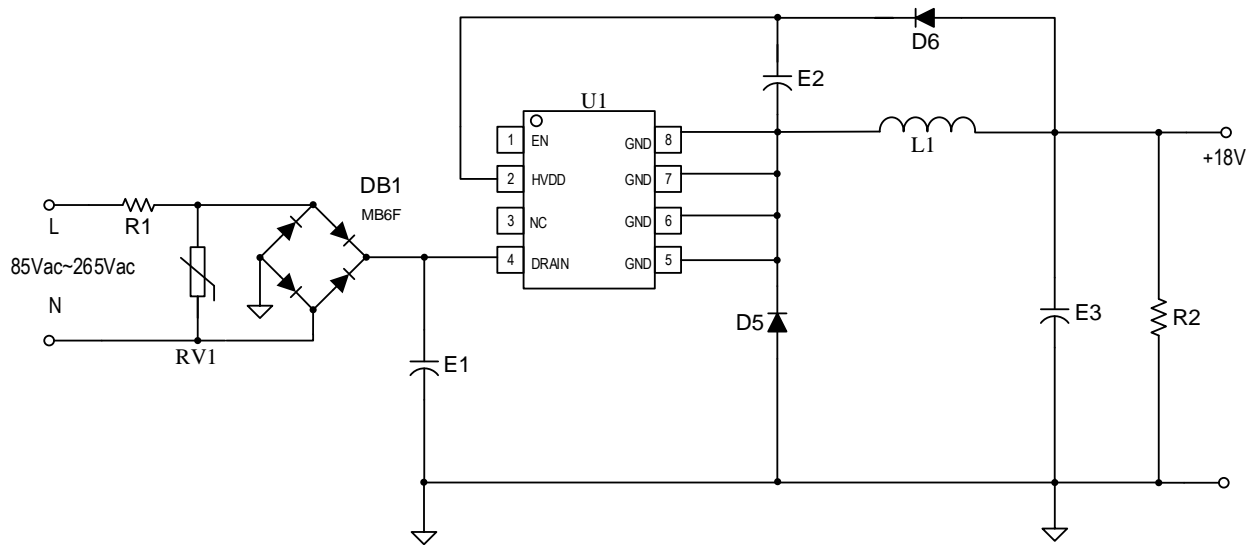 D6
E2
U1
1 EN
GND 8
L1
+18V
2 HVDD
GND 7
DB1
MB6F
3 NC
GND 6
L
R1
4 DRAIN
GND 5
85Vac~265Vac
N
D5
E3
R2
RV1
E1